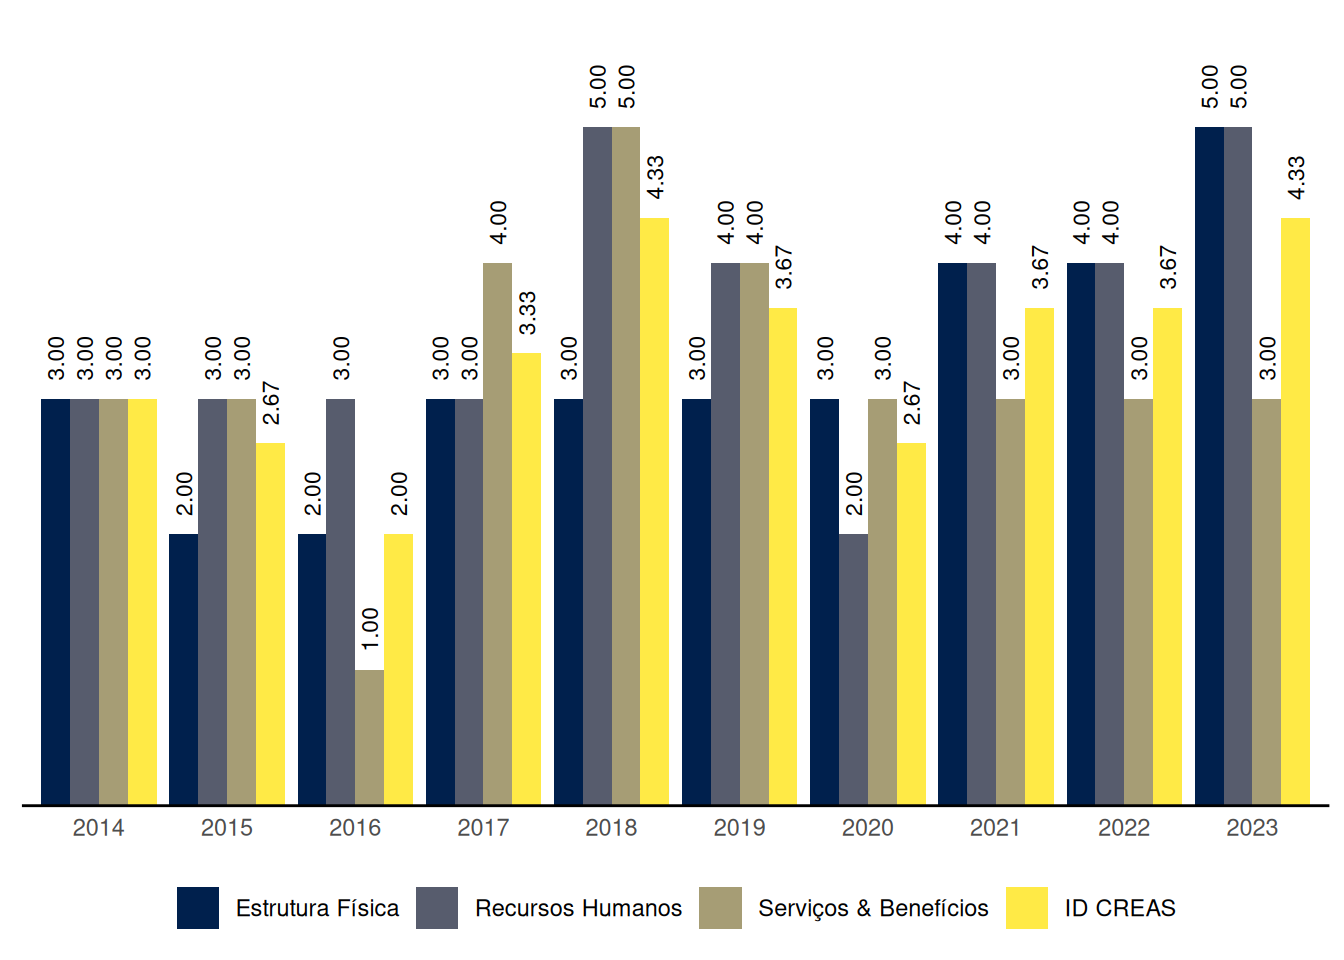 3.00 3.00 3.00 3.00
2.00 3.00 3.00 2.67
2.00 3.00 1.00 2.00
3.00 3.00 4.00 3.33
3.00 5.00 5.00 4.33
3.00 4.00 4.00 3.67
3.00 2.00 3.00 2.67
4.00 4.00 3.00 3.67
4.00 4.00 3.00 3.67
5.00 5.00 3.00 4.33
2014 2015 2016 2017 2018 2019 2020 2021 2022 2023
Estrutura Física Recursos Humanos Serviços & Benefícios ID CREAS